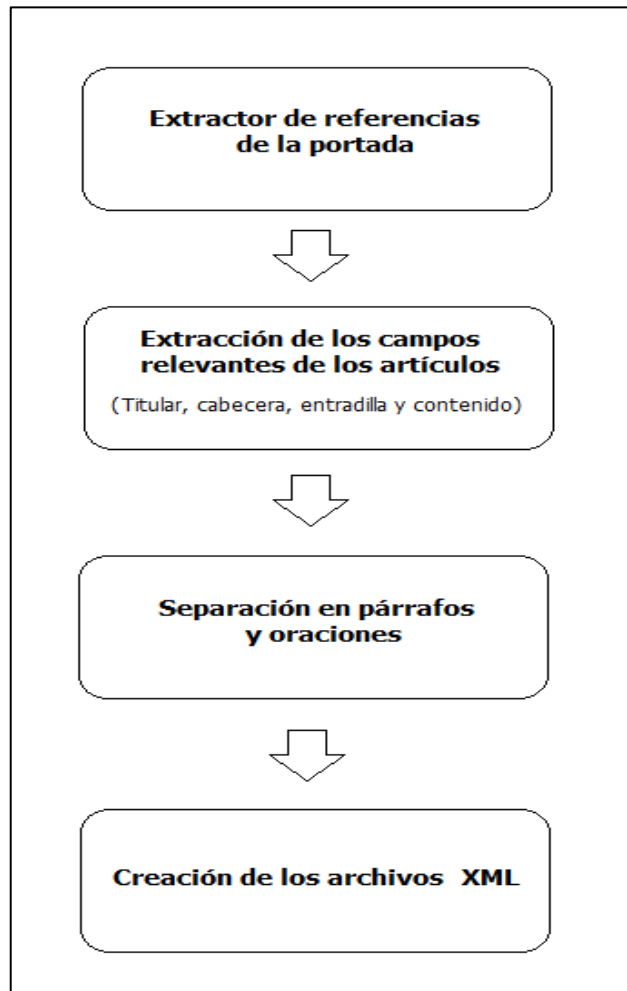 Extractor de referencias
de la portada
Extracción de los campos
relevantes de los artículos
(Titular, cabecera, entradilla y contenido)
Separación en párrafos
y oraciones
Creación de los archivos XML